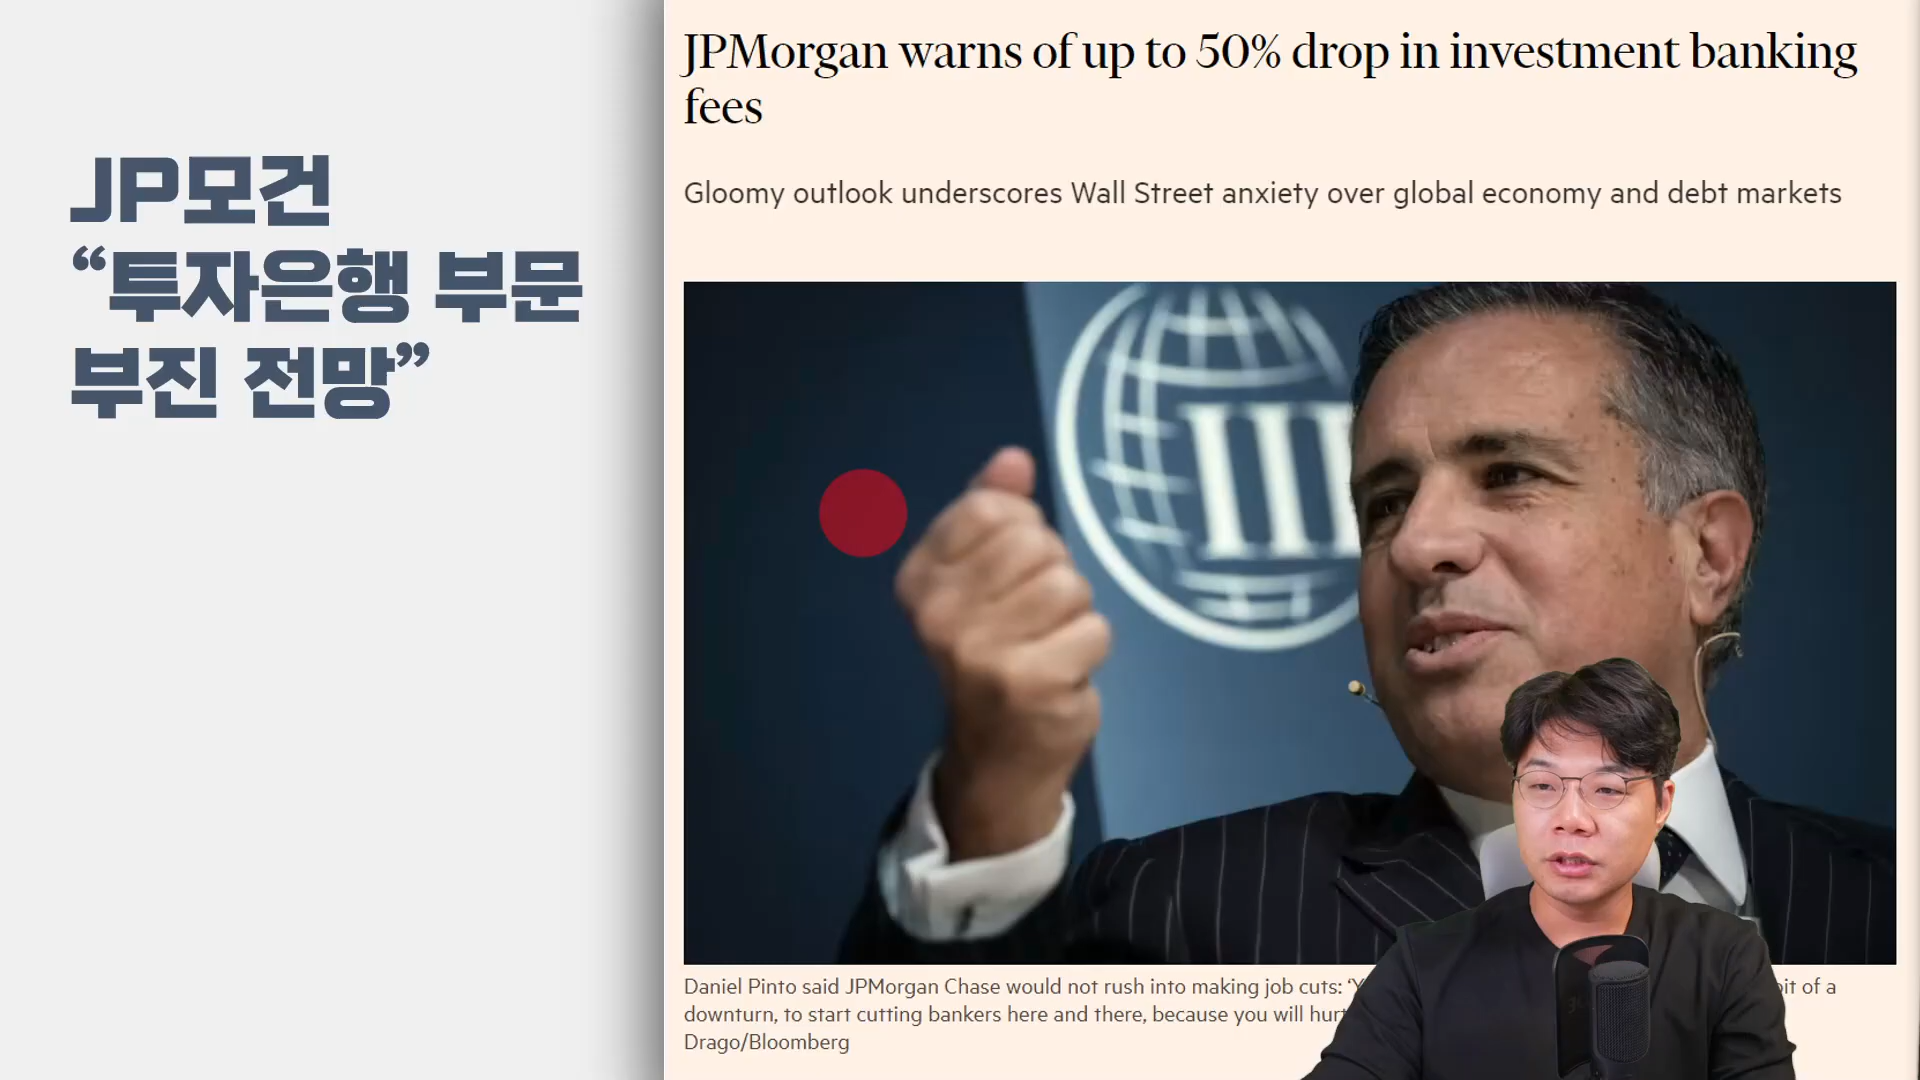 JP모건
“투자은행 부문
부진 전망”
JPMorgan warns of up to 50% drop in investment banking
fees
Gloomy outlook underscores Wall Street anxiety over global economy and debt markets
III
Daniel Pinto said JPMorgan Chase would not rush into making job cuts: ‘ bit of a
downturn, to start cutting bankers here and there, because you will hurt
Drago/Bloomberg